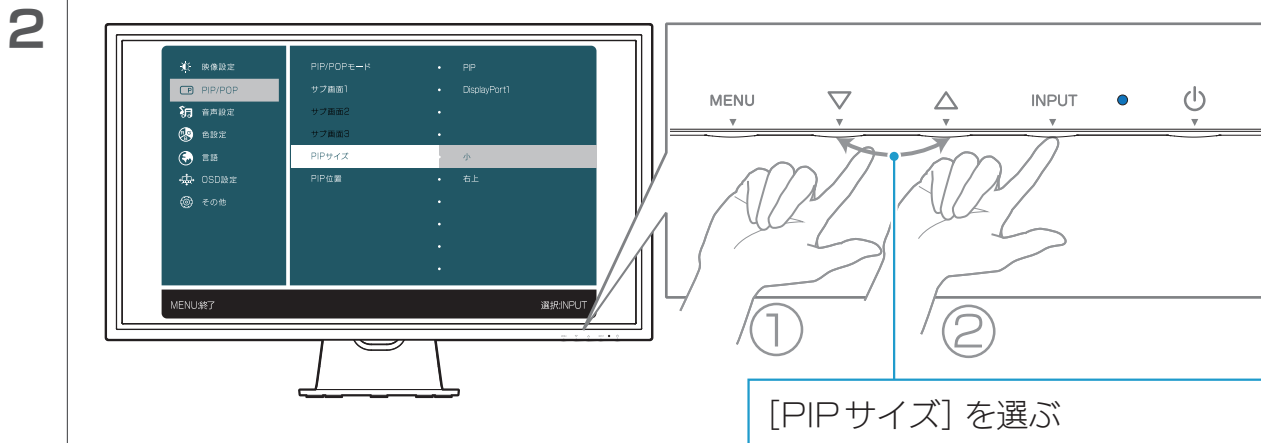 2
映像設定
PIP/POP
音声設定
色設定
言語
OSD設定
その他
PIP/POPモード • PIP
サブ画面1 • DisplayPort1
サブ画面2 •
サブ画面3 •
PIPサイズ • 小
PIP位置 • 右上
MENU:終了
選択:INPUT
MENU ▽ △ INPUT
①
②
[PIPサイズ] を選ぶ